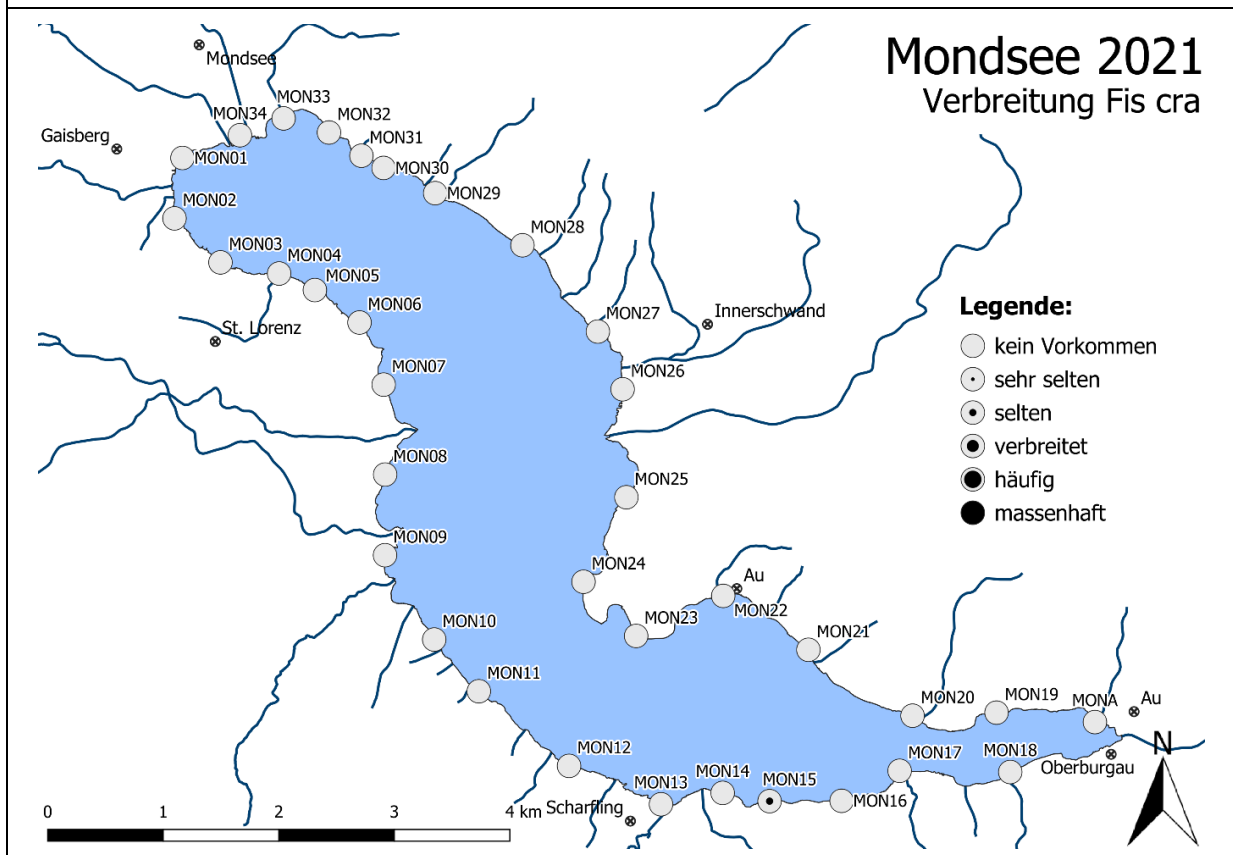 Mondsee 2021
Verbreitung Fis cra
Mondsee
MON33
MON34
MON32
Gaisberg
MON31
MON01
MON30
MON29
MON02
MON28
MON03
MON04
MON05
MON06
St. Lorenz
MON27
Innerschwand
MON07
MON26
Legende:
kein Vorkommen
sehr selten
selten
verbreitet
häufig
massenhaft
MON08
MON25
MON09
MON24
Au
MON22
MON10
MON23
MON21
MON11
MON20
MON19
MONA
Au
MON12
MON17
MON18
N
Oberburgau
MON13
MON14
MON15
MON16
Scharfling
0 1 2 3 4 km